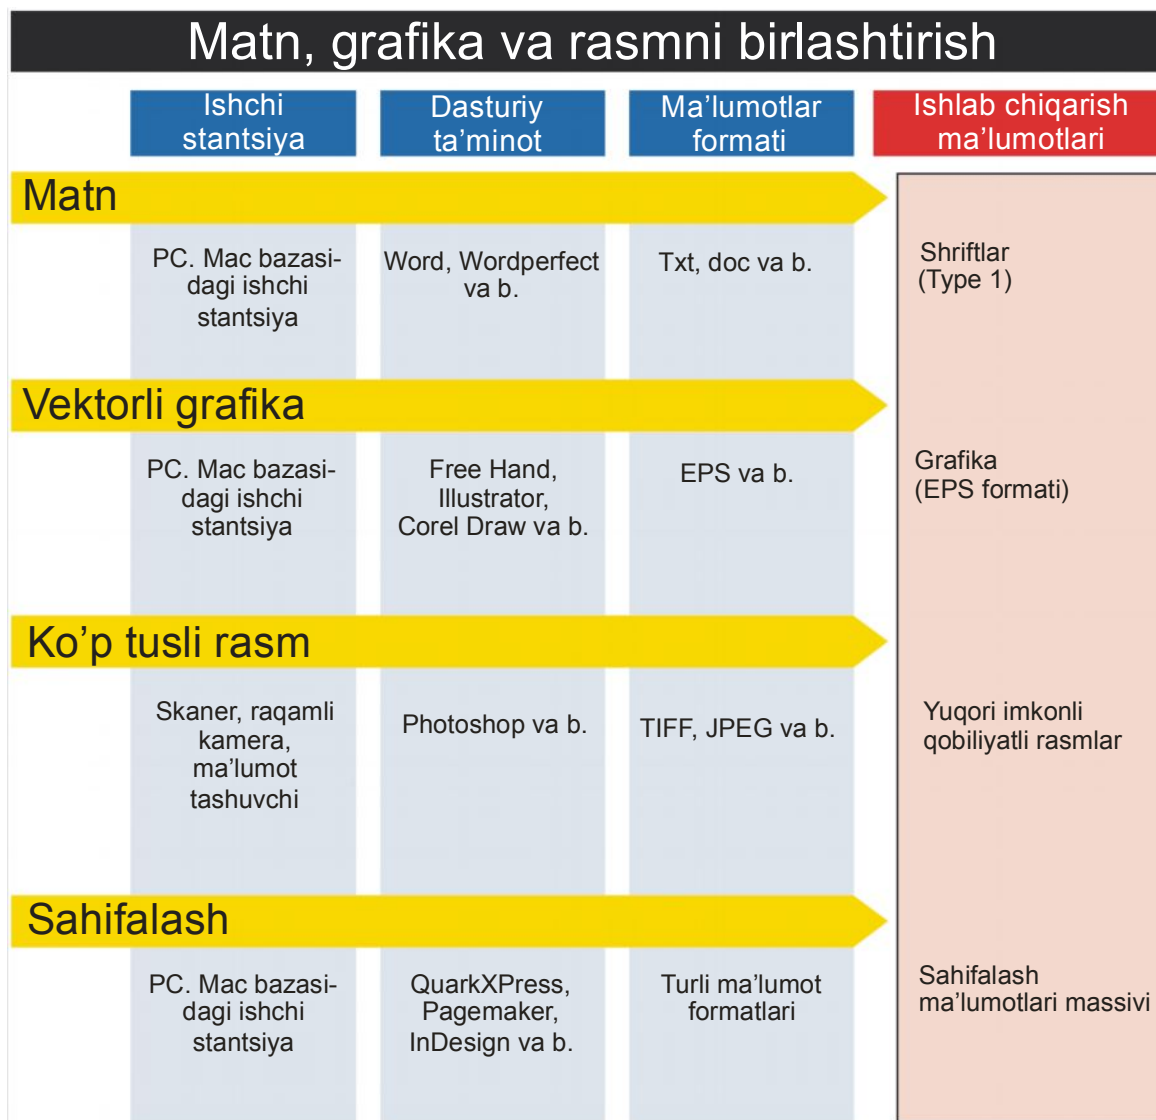 Matn, grafika va rasmni birlashtirish
Ishchi
stantsiya
Dasturiy
ta’minot
Ma’lumotlar
formati
Ishlab chiqarish
ma’lumotlari
Matn
PC. Mac bazasi-
dagi ishchi
stantsiya
Word, Wordperfect
va b.
Txt, doc va b.
Shriftlar
(Type 1)
Vektorli grafika
PC. Mac bazasi-
dagi ishchi
stantsiya
Free Hand,
Illustrator,
Corel Draw va b.
EPS va b.
Grafika
(EPS formati)
Ko’p tusli rasm
Skaner, raqamli
kamera,
ma’lumot
tashuvchi
Photoshop va b.
TIFF, JPEG va b.
Yuqori imkonli
qobiliyatli rasmlar
Sahifalash
PC. Mac bazasi-
dagi ishchi
stantsiya
QuarkXPress,
Pagemaker,
InDesign va b.
Turli ma’lumot
formatlari
Sahifalash
ma’lumotlari massivi